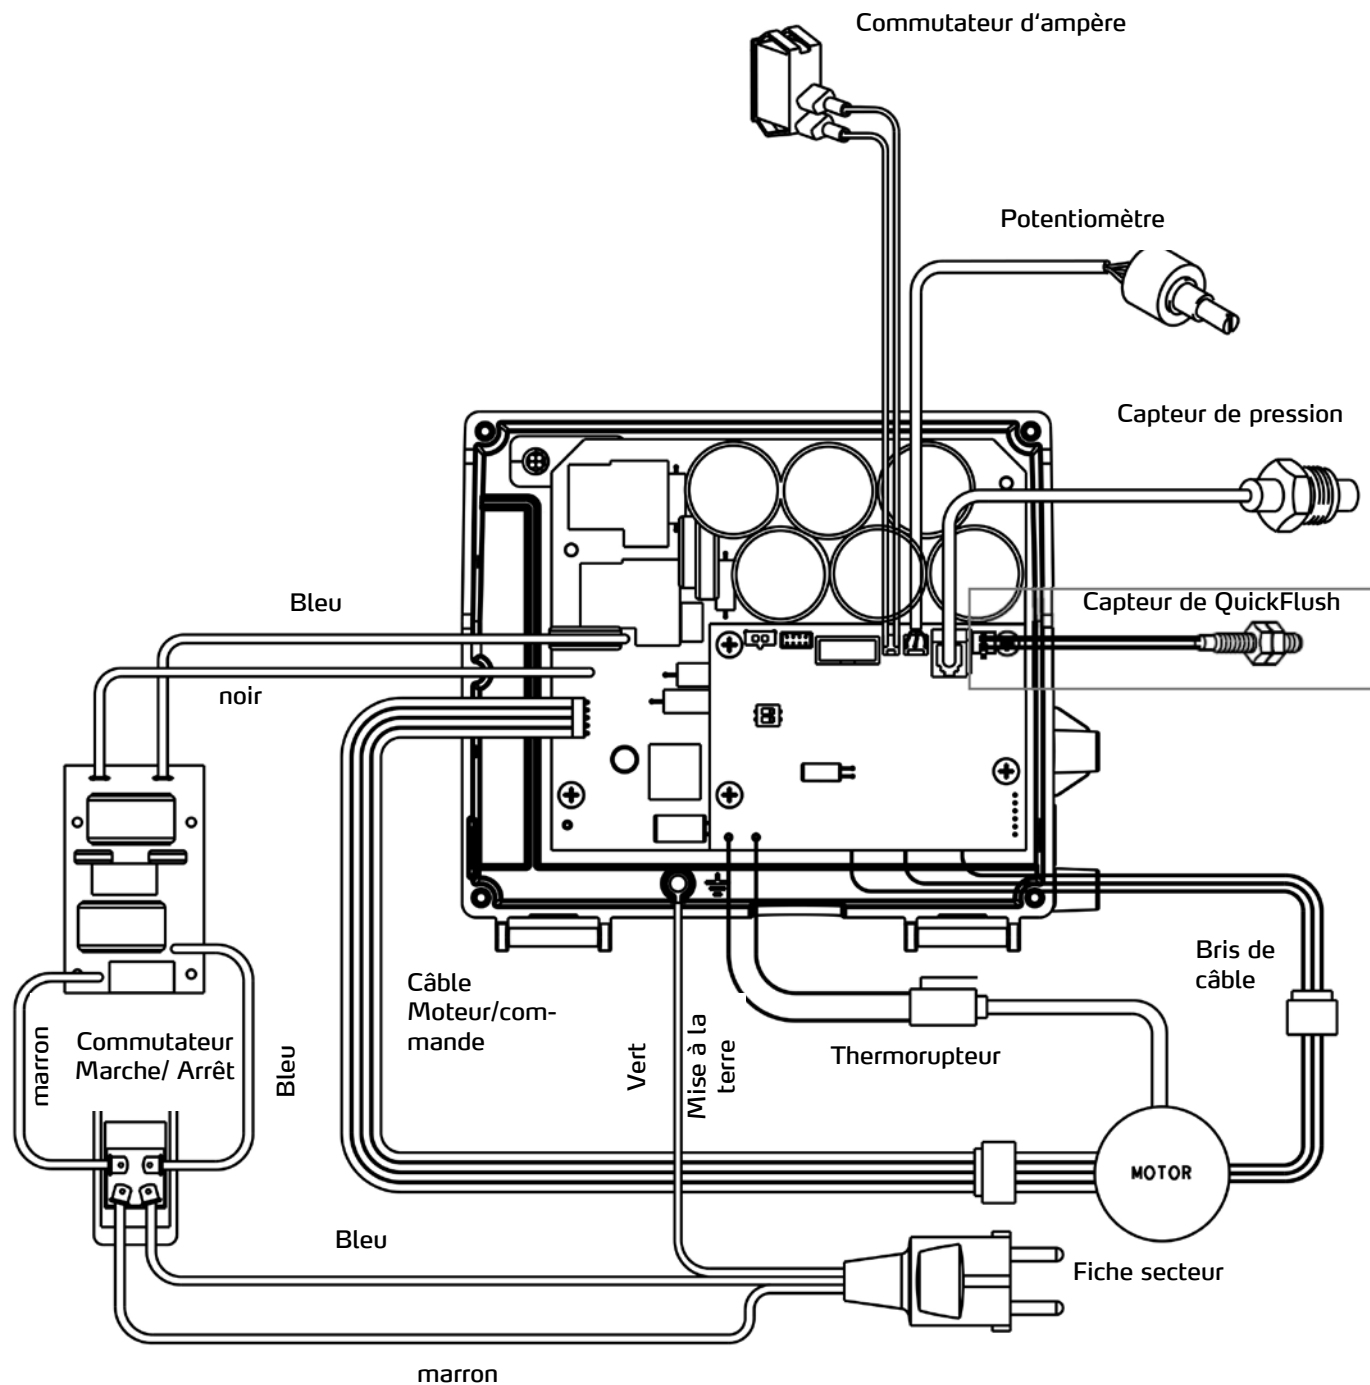 Commutateur d'ampère
Potentiomètre
Capteur de pression
Capteur de QuickFlush
Bleu
noir
Bris de
câble
Câble
Moteur/com-
mande
Commutateur
Marche/ Arrêt
marron
Bleu
Vert
Mise à la
terre
Thermorupteur
MOTOR
Bleu
Fiche secteur
marron